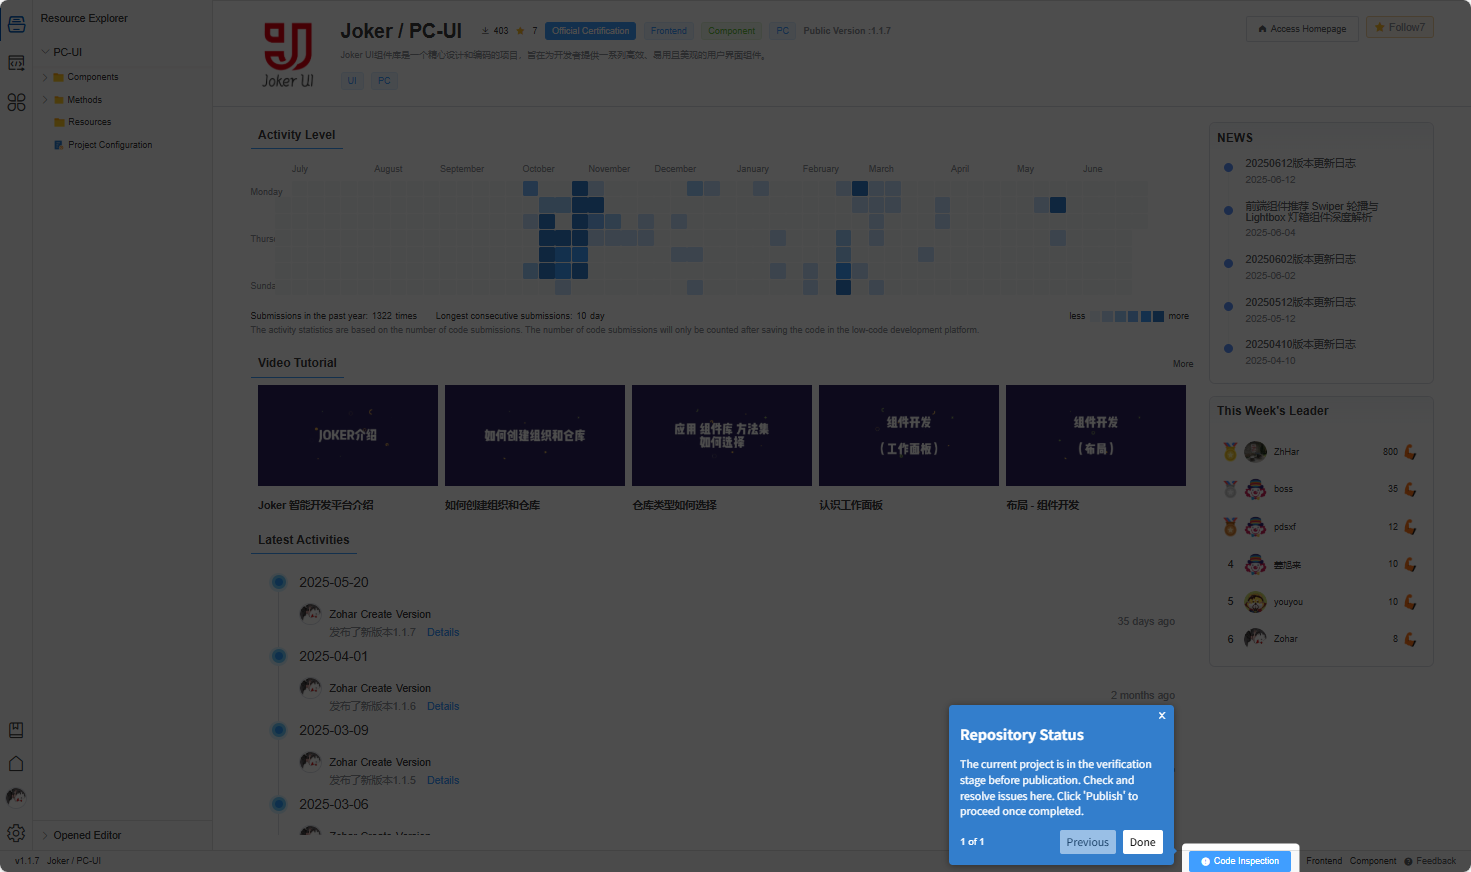 Resource Explorer
PC-UI
Components
Methods
Resources
Project Configuration
Opened Editor
v1.1.7 Joker / PC-UI
Joker UI
Joker / PC-UI 403 7 Official Certification Frontend Component PC Public Version :1.1.7
Joker UI组件库是一个精心设计和编码的项目，旨在为开发者提供一系列高效、易用且美观的用户界面组件。
UI PC
Access Homepage
Follow7
Activity Level
July August September October November December January February March April May June
Monday
Thurs
Sunda
Submissions in the past year: 1322 times Longest consecutive submissions: 10 day
less more
The activity statistics are based on the number of code submissions. The number of code submissions will only be counted after saving the code in the low-code development platform.
Video Tutorial
More
JOKER介绍
如何创建组织和仓库
应用 组件库 方法集
如何选择
组件开发
（工作面板）
组件开发
（布局）
Joker 智能开发平台介绍
如何创建组织和仓库
仓库类型如何选择
认识工作面板
布局 - 组件开发
Latest Activities
2025-05-20
Zohar Create Version
发布了新版本1.1.7 Details
35 days ago
2025-04-01
Zohar Create Version
发布了新版本1.1.6 Details
2 months ago
2025-03-09
Zohar Create Version
发布了新版本1.1.5 Details
2025-03-06
Zohar Create Version
NEWS
20250612版本更新日志
2025-06-12
前端组件推荐 Swiper 轮播与
Lightbox 灯箱组件深度解析
2025-06-04
20250602版本更新日志
2025-06-02
20250512版本更新日志
2025-05-12
20250410版本更新日志
2025-04-10
This Week's Leader
ZhHar 800
boss 35
pdsxf 12
4 姜旭来 10
5 youyou 10
6 Zohar 8
x
Repository Status
The current project is in the verification
stage before publication. Check and
resolve issues here. Click 'Publish' to
proceed once completed.
1 of 1 Previous Done
Code Inspection Frontend Component Feedback